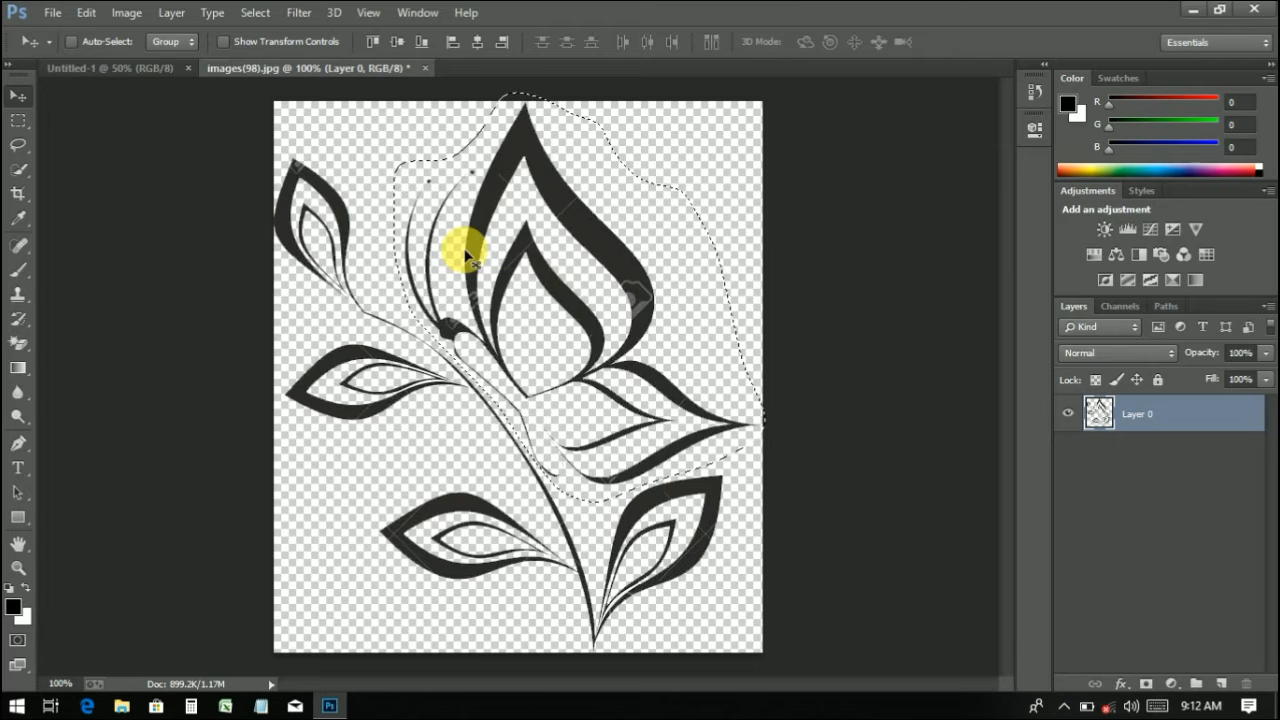 Ps File Edit Image Layer Type Select Filter 3D View Window Help
Auto-Select: Group Show Transform Controls 3D Mode: Essentials
Untitled-1 @ 50% (RGB/8) × images(98).jpg @ 100% (Layer 0, RGB/8) * ×
Color Swatches
R 0
G 0
B 0
Adjustments Styles
Add an adjustment
Layers Channels Paths
Kind
Normal Opacity: 100%
Lock: Fill: 100%
Layer 0
100% Doc: 899.2K/1.17M
Ps 9:12 AM